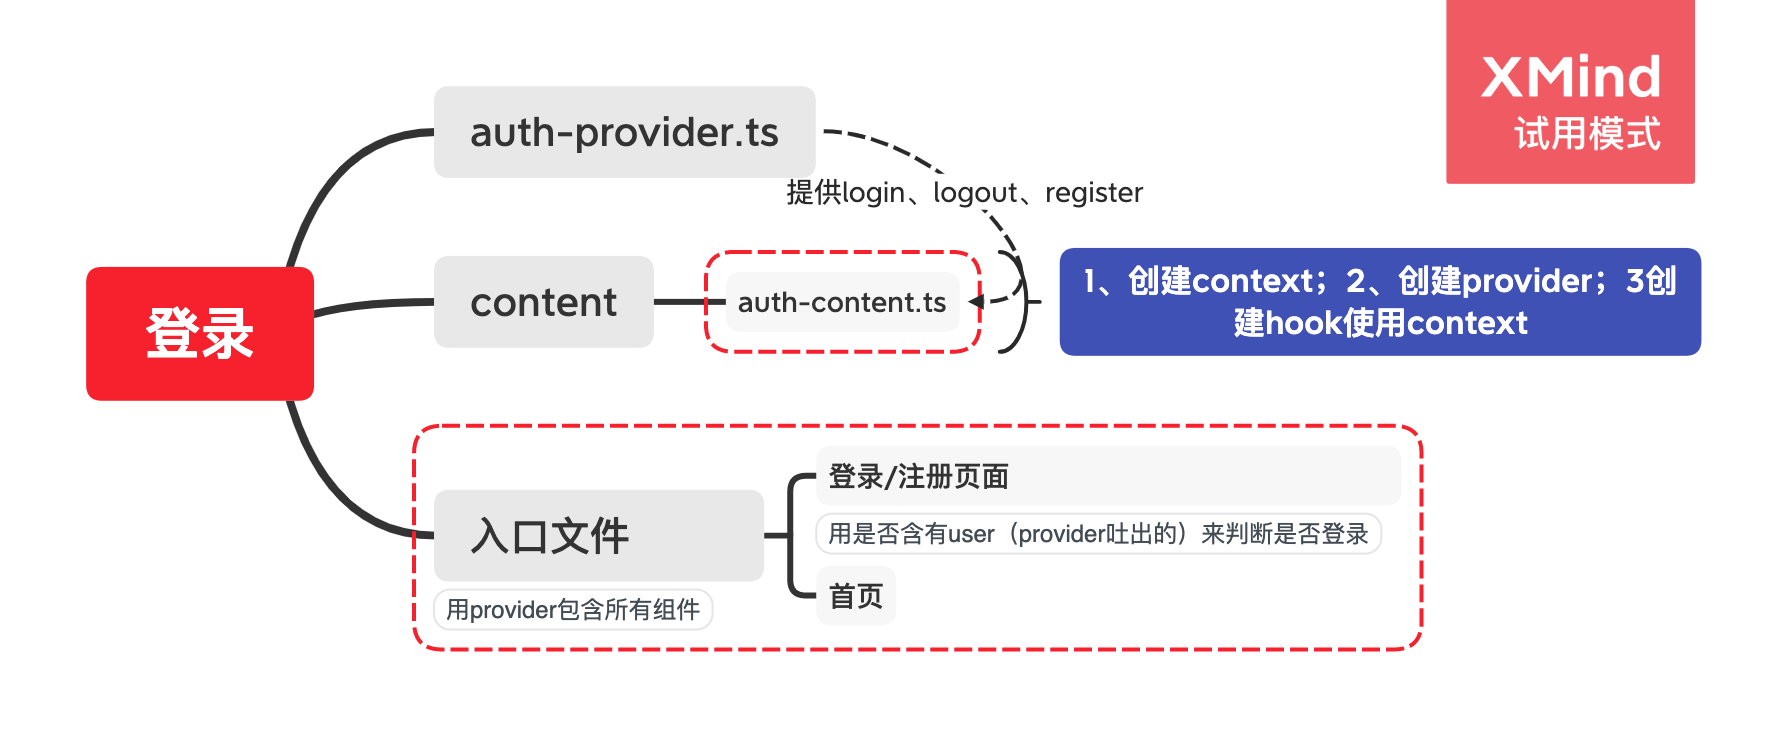 XMind
试用模式
auth-provider.ts
提供login、logout、register
登录
content
auth-content.ts
1、创建context；2、创建provider；3创
建hook使用context
入口文件
用provider包含所有组件
登录/注册页面
用是否含有user（provider吐出的）来判断是否登录
首页